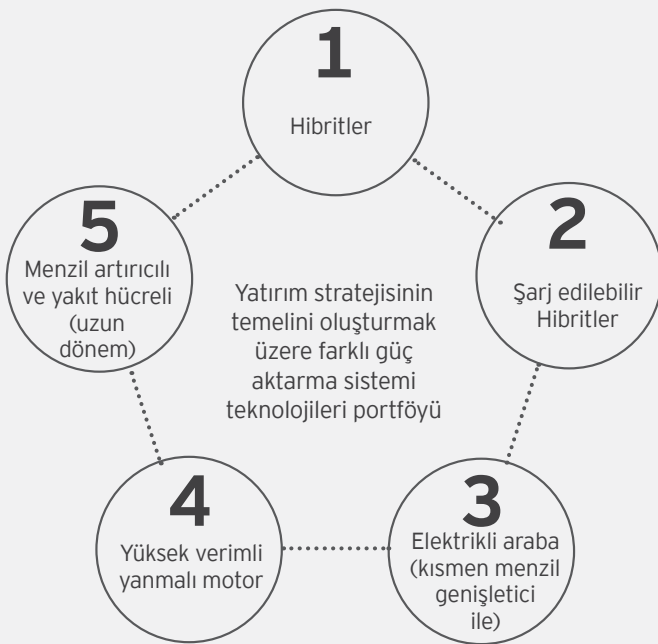 1
Hibritler
2
Şarj edilebilir
Hibritler
3
Elektrikli araba
(kısmen menzil
genişletici
ile)
4
Yüksek verimli
yanmalı motor
5
Menzil artırıcılı
ve yakıt hücreli
(uzun
dönem)
Yatırım stratejisinin
temelini oluşturmak
üzere farklı güç
aktarma sistemi
teknolojileri portföyü